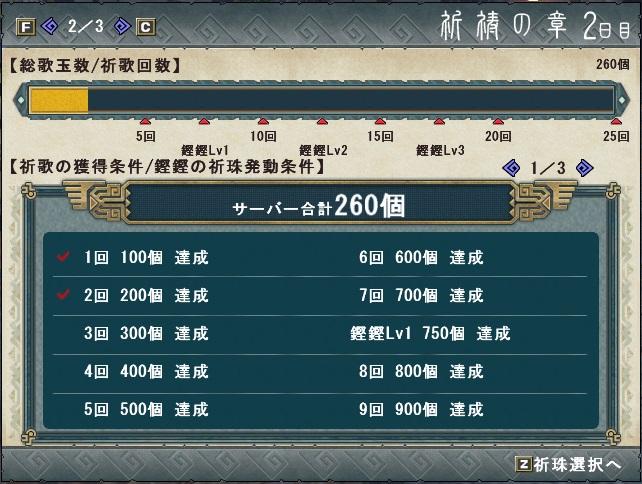 F 2/3 C 祈祷の章 2日目
【総歌玉数/祈歌回数】 260個
5回 10回 15回 20回 25回
鏗鏗Lv1 鏗鏗Lv2 鏗鏗Lv3
【祈歌の獲得条件/鏗鏗の祈珠発動条件】 1/3
サーバー合計260個
1回 100個 達成 6回 600個 達成
2回 200個 達成 7回 700個 達成
3回 300個 達成 鏗鏗Lv1 750個 達成
4回 400個 達成 8回 800個 達成
5回 500個 達成 9回 900個 達成
Z 祈珠選択へ